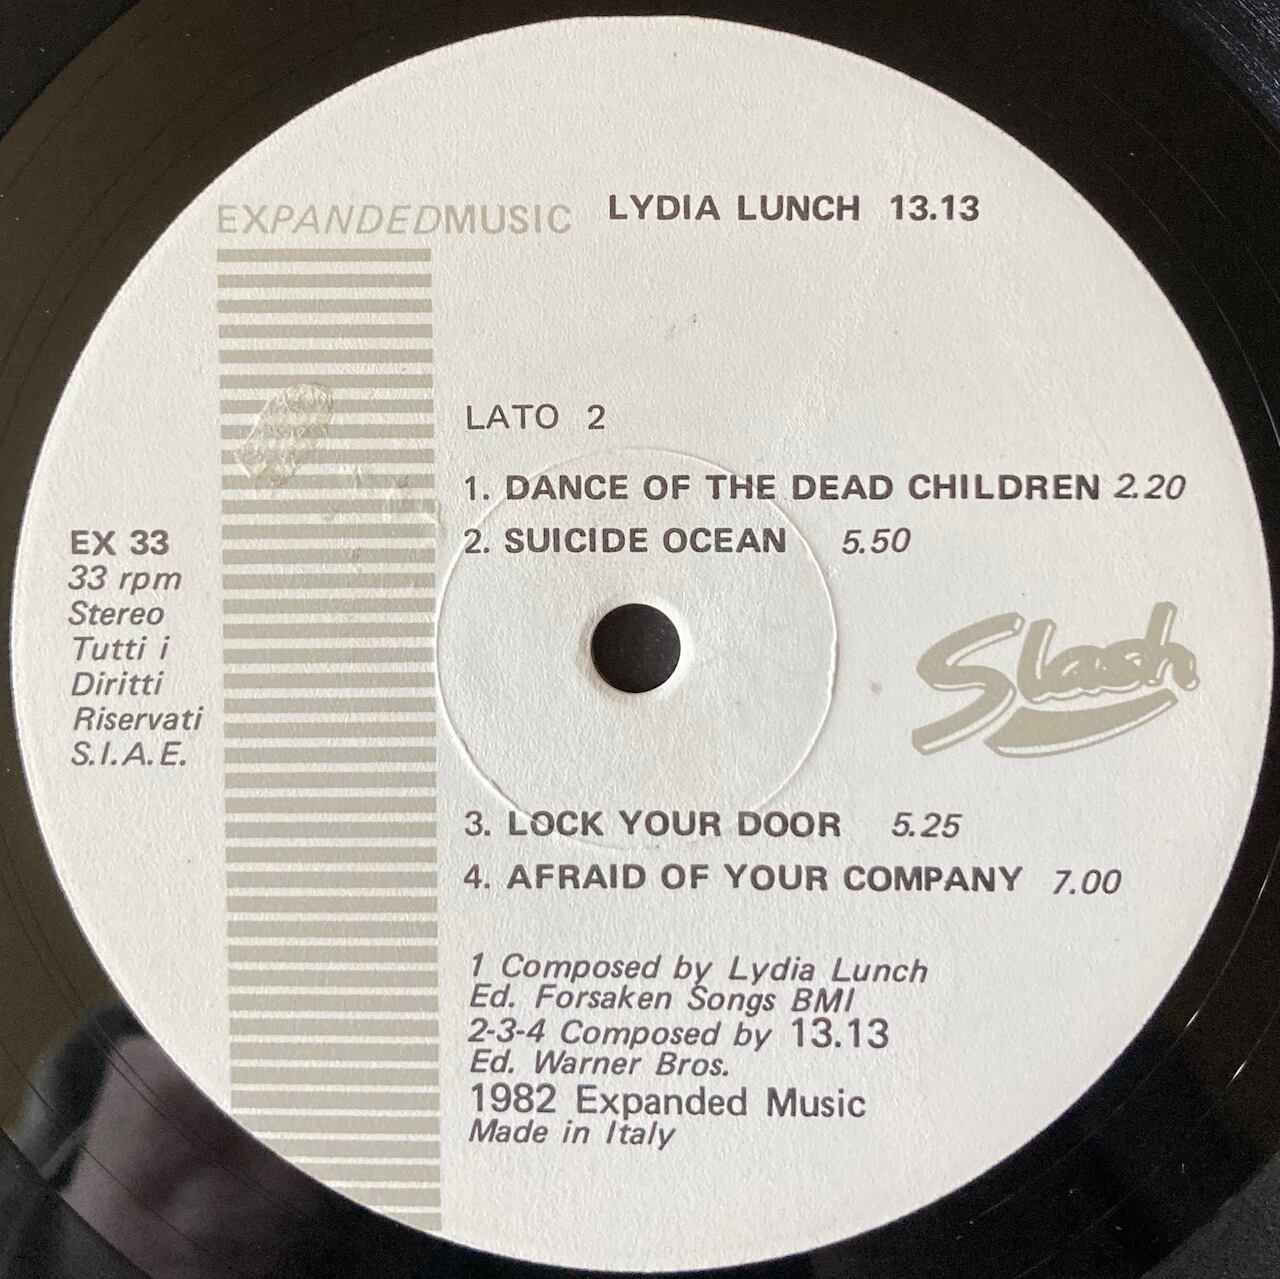 EXPANDEDMUSIC
LYDIA LUNCH 13.13
LATO 2
1. DANCE OF THE DEAD CHILDREN 2.20
2. SUICIDE OCEAN 5.50
EX 33
33 rpm
Stereo
Tutti i
Diritti
Riservati
S.I.A.E.
Slash
3. LOCK YOUR DOOR 5.25
4. AFRAID OF YOUR COMPANY 7.00
1 Composed by Lydia Lunch
Ed. Forsaken Songs BMI
2-3-4 Composed by 13.13
Ed. Warner Bros.
1982 Expanded Music
Made in Italy